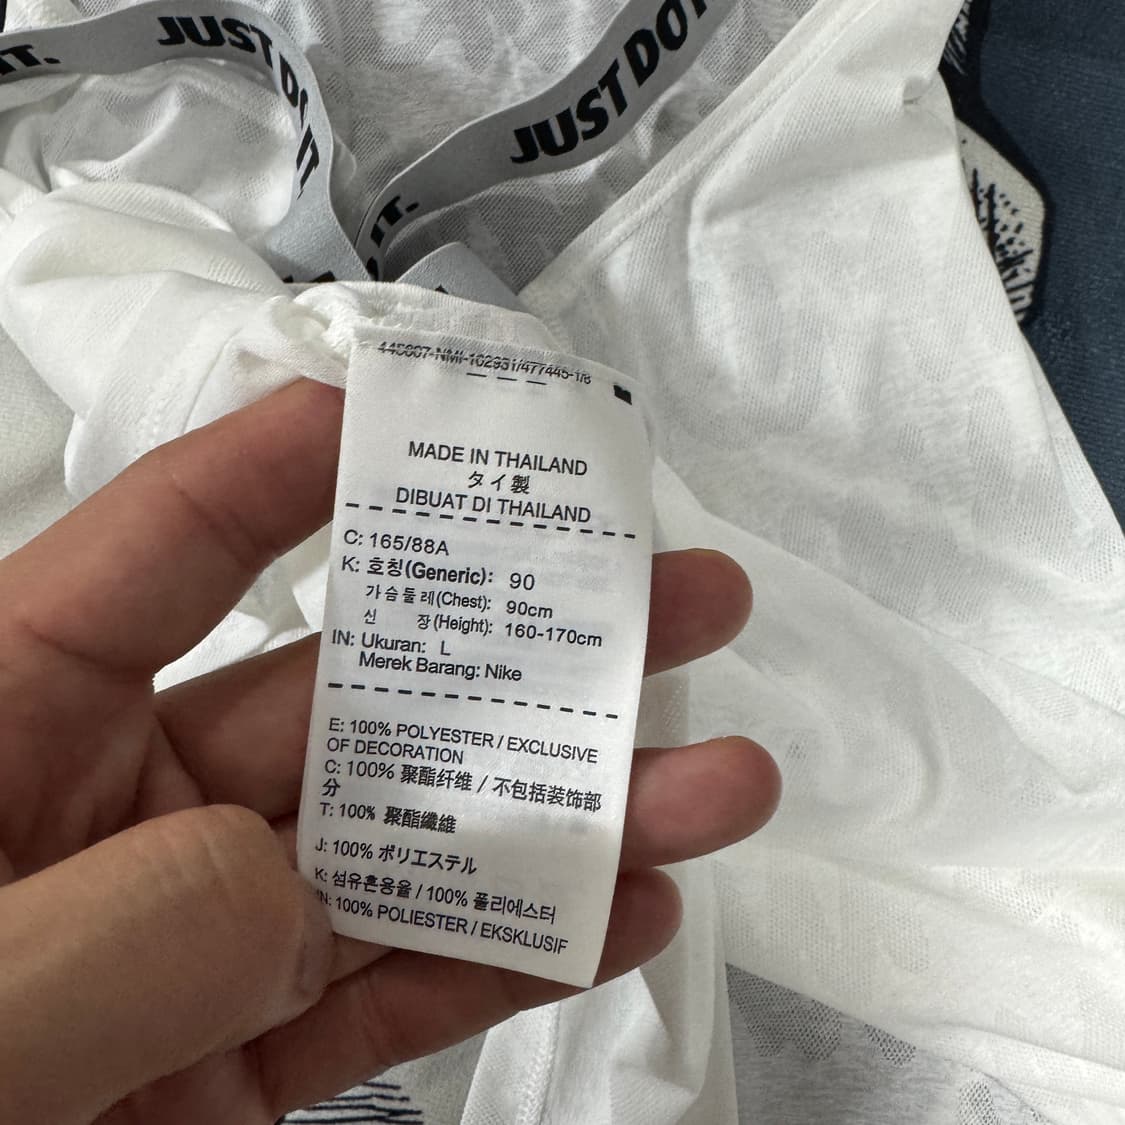 IT.
JUST DO IT.
JUST DO
IT.
MADE IN THAILAND
タイ製
DIBUAT DI THAILAND
C: 165/88A
K: 호칭(Generic): 90
가슴둘레(Chest): 90cm
신 장(Height): 160-170cm
IN: Ukuran: L
Merek Barang: Nike
E: 100% POLYESTER / EXCLUSIVE
OF DECORATION
C: 100% 聚酯纤维 / 不包括装饰部
分
T: 100% 聚酯纖維
J: 100% ポリエステル
K: 섬유혼용율 / 100% 폴리에스터
IN: 100% POLIESTER / EKSKLUSIF